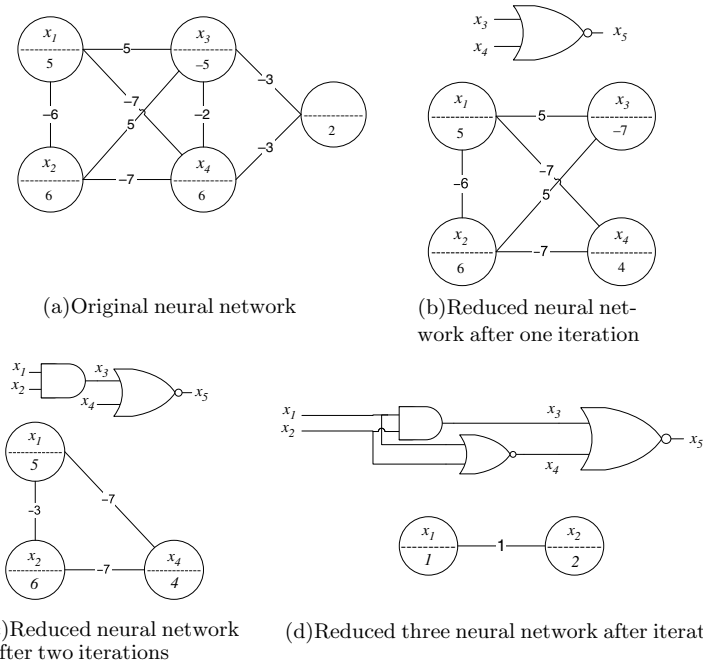 x1
5
x3
–5
5
–6
–7
5
–2
–3
–3
2
x2
6
–7
x4
6
(a)Original neural network
x3
x4
x5
x1
5
5
x3
–7
–6
–7
5
x2
6
–7
x4
4
(b)Reduced neural net-
work after one iteration
x1
x2
x3
x4
x5
x1
5
-3
–7
x2
6
–7
x4
4
)Reduced neural network
fter two iterations
x1
x2
x3
x4
x5
x1
1
1
x2
2
(d)Reduced three neural network after iterat